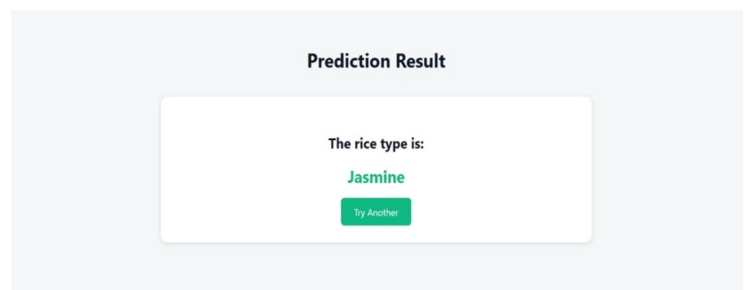 Prediction Result
The rice type is:
Jasmine
Try Another